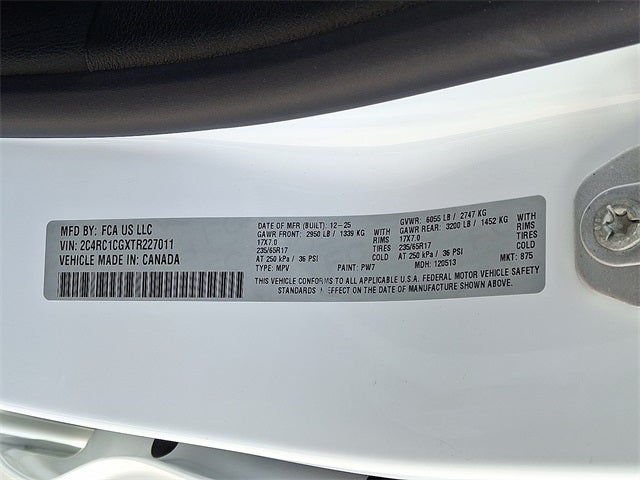 MFD BY: FCA US LLC
VIN: 2C4RC1CGXTR227011
VEHICLE MADE IN: CANADA
DATE OF MFR (BUILT): 12-25 GVWR: 6055 LB / 2747 KG
GAWR FRONT: 2950 LB / 1339 KG WITH GAWR REAR: 3200 LB / 1452 KG WITH
17X7.0 RIMS 17X7.0 RIMS
235/65R17 TIRES 235/65R17 TIRES
AT 250 kPa / 36 PSI COLD AT 250 kPa / 36 PSI COLD
TYPE: MPV PAINT: PW7 MDH: 120513 MKT: 875
THIS VEHICLE CONFORMS TO ALL APPLICABLE U.S.A. FEDERAL MOTOR VEHICLE SAFETY
STANDARDS IN EFFECT ON THE DATE OF MANUFACTURE SHOWN ABOVE.